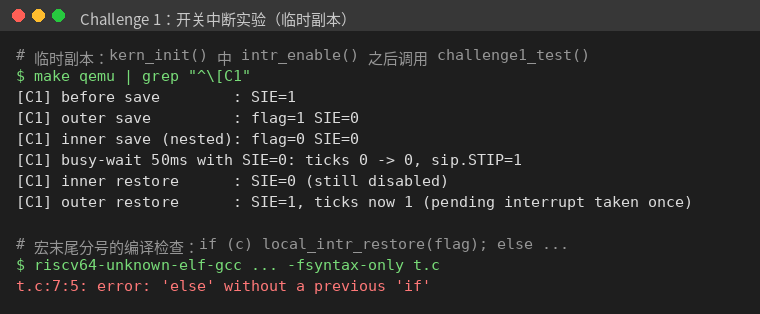 Challenge 1：开关中断实验（临时副本）
# 临时副本：kern_init() 中 intr_enable() 之后调用 challenge1_test()
$ make qemu | grep "^\[C1"
[C1] before save        : SIE=1
[C1] outer save         : flag=1 SIE=0
[C1] inner save (nested): flag=0 SIE=0
[C1] busy-wait 50ms with SIE=0: ticks 0 -> 0, sip.STIP=1
[C1] inner restore      : SIE=0 (still disabled)
[C1] outer restore      : SIE=1, ticks now 1 (pending interrupt taken once)
# 宏末尾分号的编译检查：if (c) local_intr_restore(flag); else ...
$ riscv64-unknown-elf-gcc ... -fsyntax-only t.c
t.c:7:5: error: 'else' without a previous 'if'